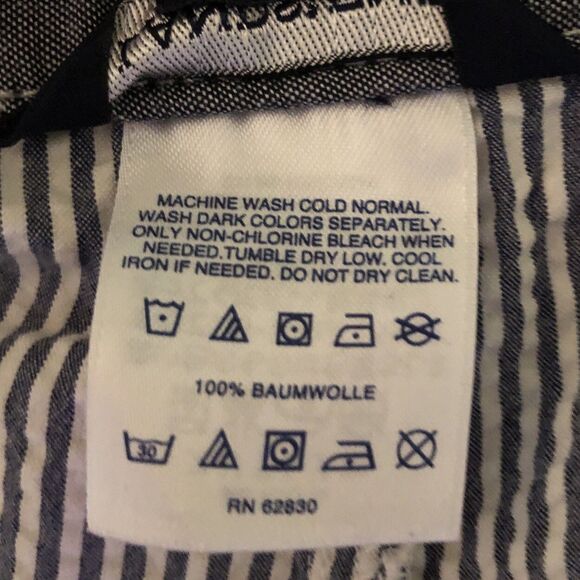 MACHINE WASH COLD NORMAL.
WASH DARK COLORS SEPARATELY.
ONLY NON-CHLORINE BLEACH WHEN
NEEDED.TUMBLE DRY LOW. COOL
IRON IF NEEDED. DO NOT DRY CLEAN.
100% BAUMWOLLE
30
RN 62830